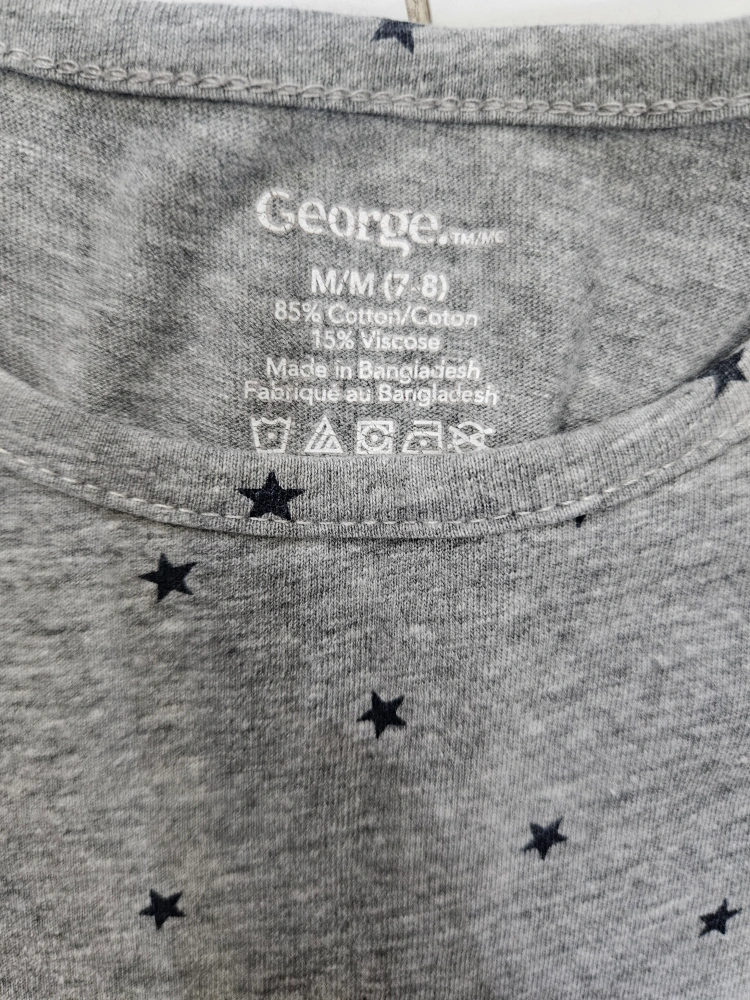 George.TM/MC
M/M (7-8)
85% Cotton/Coton
15% Viscose
Made in Bangladesh
Fabriqué au Bangladesh